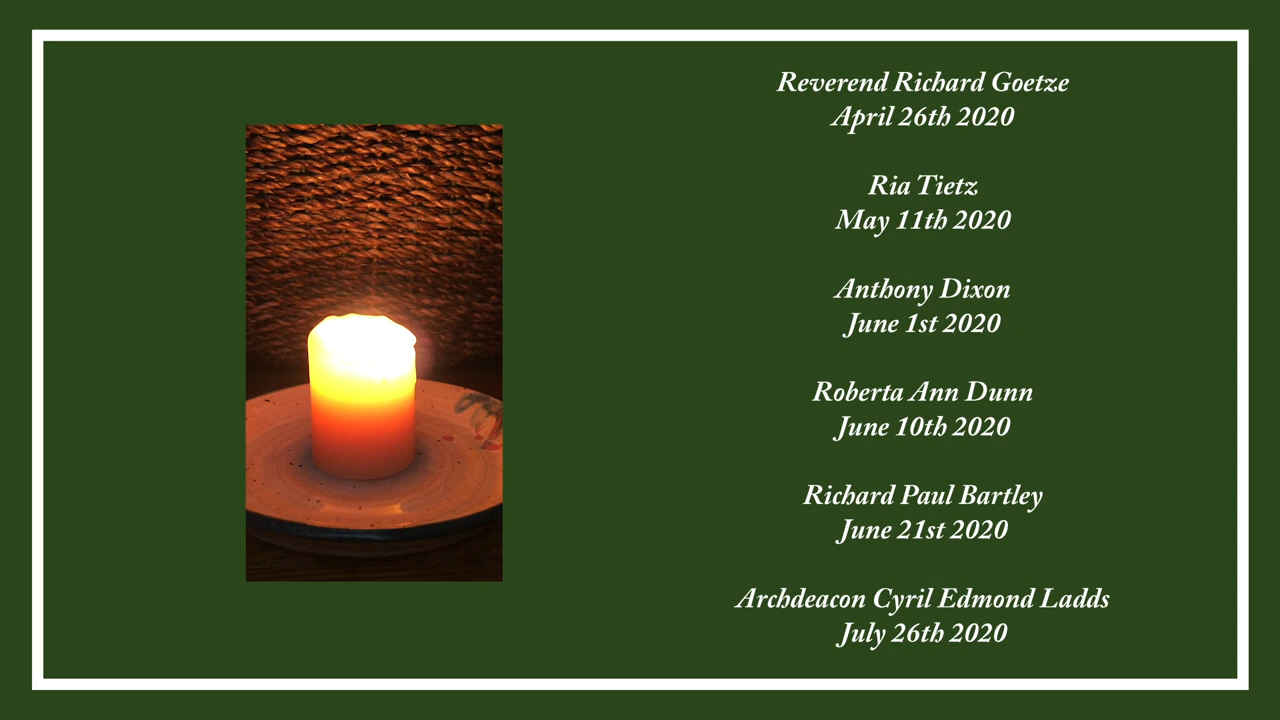 Reverend Richard Goetze
April 26th 2020
Ria Tietz
May 11th 2020
Anthony Dixon
June 1st 2020
Roberta Ann Dunn
June 10th 2020
Richard Paul Bartley
June 21st 2020
Archdeacon Cyril Edmond Ladds
July 26th 2020